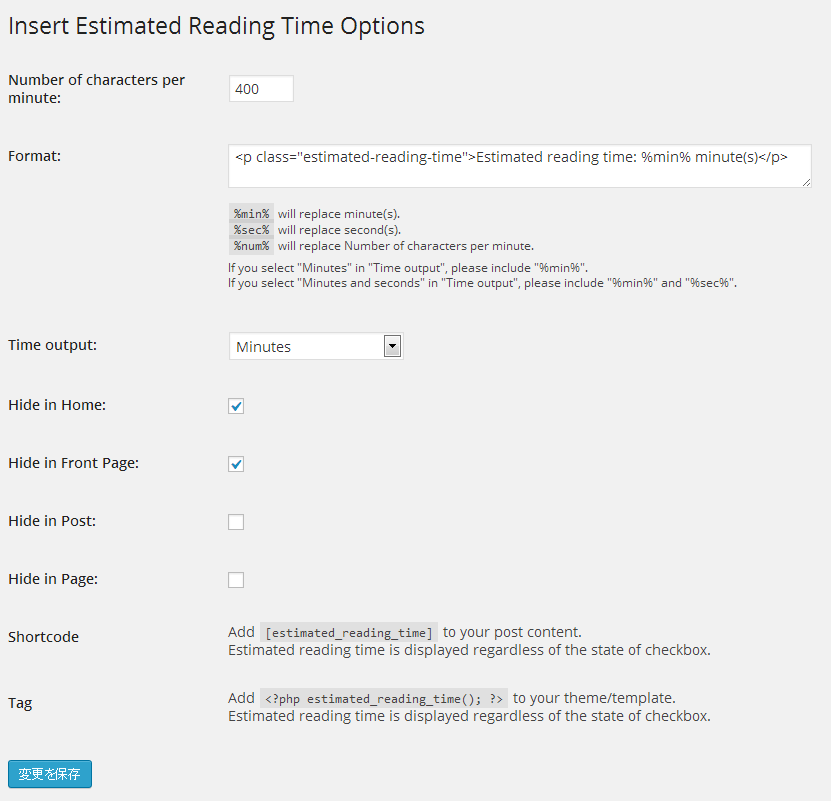 Insert Estimated Reading Time Options
Number of characters per
minute:
400
Format:
<p class="estimated-reading-time">Estimated reading time: %min% minute(s)</p>
%min% will replace minute(s).
%sec% will replace second(s).
%num% will replace Number of characters per minute.
If you select "Minutes" in "Time output", please include "%min%".
If you select "Minutes and seconds" in "Time output", please include "%min%" and "%sec%".
Time output:
Minutes
Hide in Home:
Hide in Front Page:
Hide in Post:
Hide in Page:
Shortcode
Add [estimated_reading_time] to your post content.
Estimated reading time is displayed regardless of the state of checkbox.
Tag
Add <?php estimated_reading_time(); ?> to your theme/template.
Estimated reading time is displayed regardless of the state of checkbox.
変更を保存